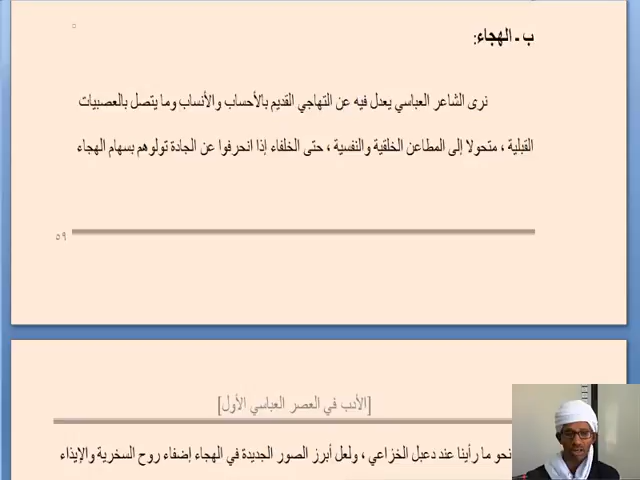 ب ـ الهجاء:
نرى الشاعر العباسي يعدل فيه عن التهاجي القديم بالأحساب والأنساب وما يتصل بالعصبيات
القبلية ، متحولا إلى المطاعن الخلقية والنفسية ، حتى الخلفاء إذا انحرفوا عن الجادة تولوهم بسهام الهجاء
٥٩
[الأدب في العصر العباسي الأول]
نحو ما رأينا عند دعبل الخزاعي ، ولعل أبرز الصور الجديدة في الهجاء إضفاء روح السخرية والإيذاء